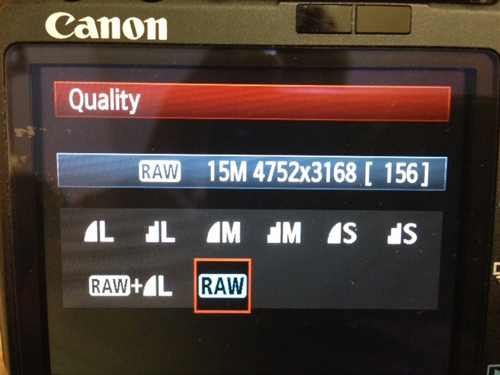 Canon
Quality
RAW 15M 4752x3168 [ 156]
L L M M S S
RAW+L RAW